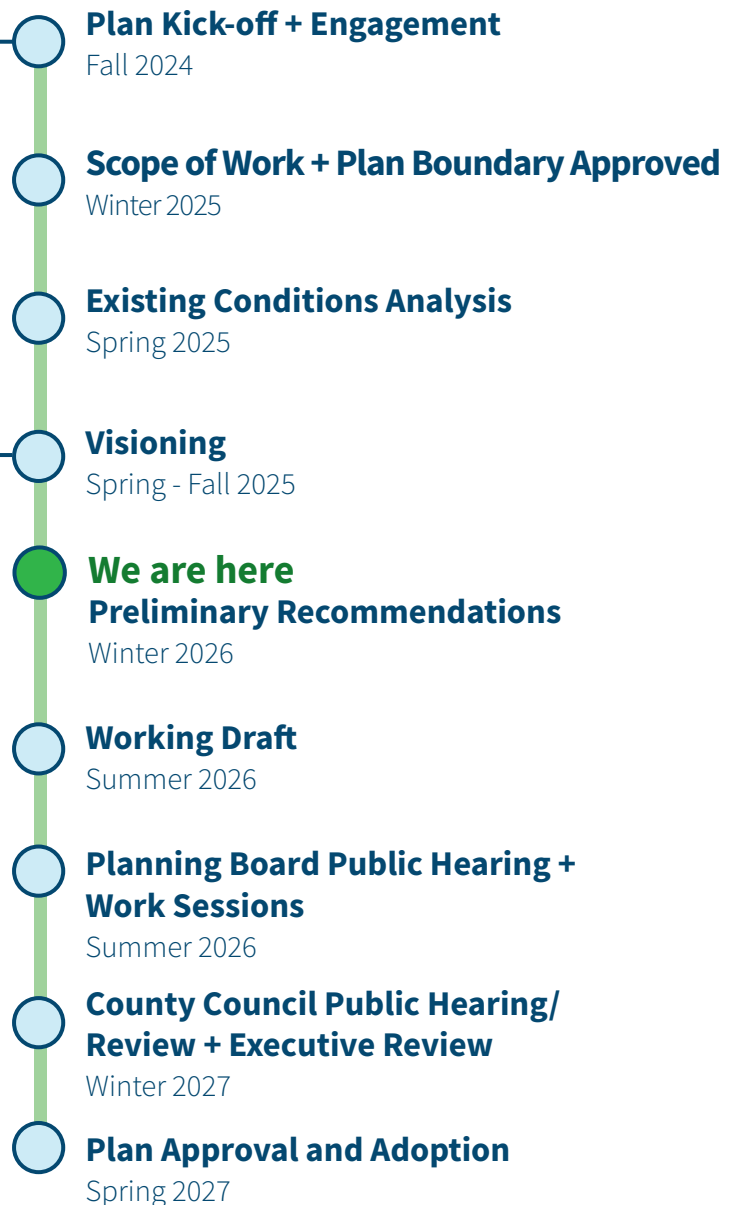 Plan Kick-off + Engagement
Fall 2024
Scope of Work + Plan Boundary Approved
Winter 2025
Existing Conditions Analysis
Spring 2025
Visioning
Spring - Fall 2025
We are here
Preliminary Recommendations
Winter 2026
Working Draft
Summer 2026
Planning Board Public Hearing +
Work Sessions
Summer 2026
County Council Public Hearing/
Review + Executive Review
Winter 2027
Plan Approval and Adoption
Spring 2027